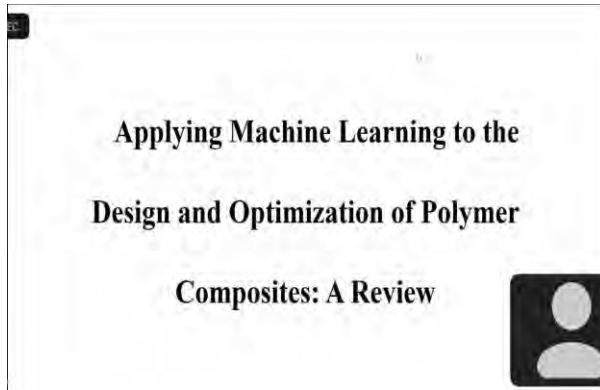 Applying Machine Learning to the
Design and Optimization of Polymer
Composites: A Review